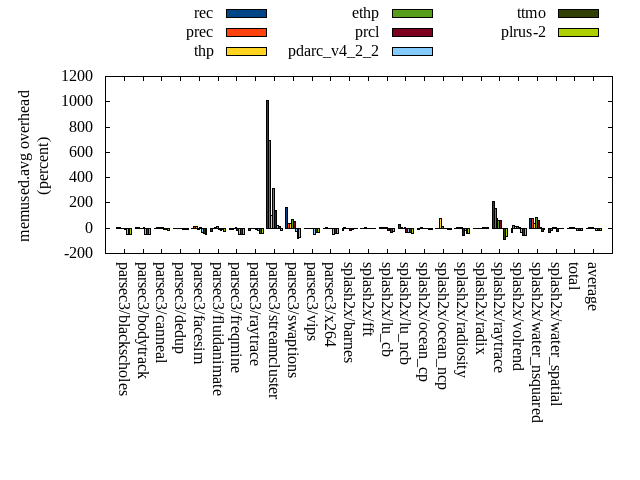 rec
prec
thp
ethp
prcl
pdarc_v4_2_2
ttmo
plrus-2
memused.avg overhead
(percent)
1200
1000
800
600
400
200
0
-200
parsec3/blackscholes
parsec3/bodytrack
parsec3/canneal
parsec3/dedup
parsec3/facesim
parsec3/fluidanimate
parsec3/freqmine
parsec3/raytrace
parsec3/streamcluster
parsec3/swaptions
parsec3/vips
parsec3/x264
splash2x/barnes
splash2x/fft
splash2x/lu_cb
splash2x/lu_ncb
splash2x/ocean_cp
splash2x/ocean_ncp
splash2x/radiosity
splash2x/radix
splash2x/raytrace
splash2x/volrend
splash2x/water_nsquared
splash2x/water_spatial
total
average